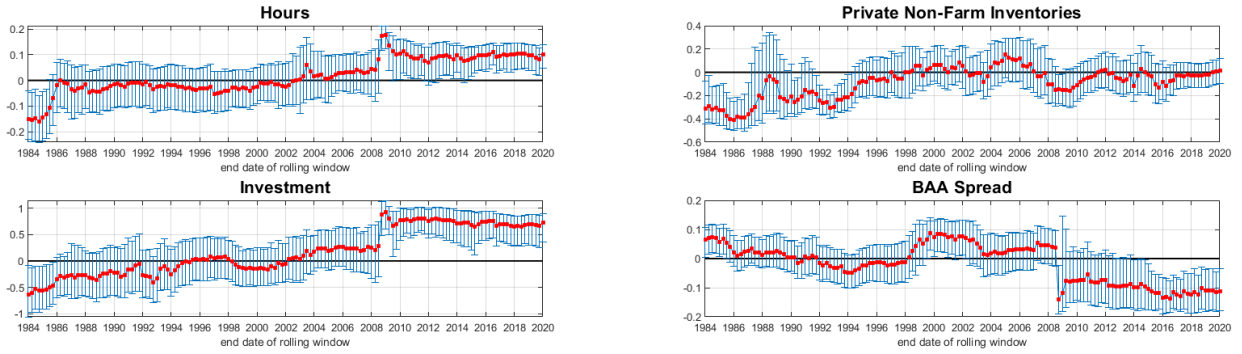 Hours
0.2
0.1
0
-0.1
-0.2
1984 1986 1988 1990 1992 1994 1996 1998 2000 2002 2004 2006 2008 2010 2012 2014 2016 2018 2020
end date of rolling window
Private Non-Farm Inventories
0.4
0.2
0
-0.2
-0.4
-0.6
1984 1986 1988 1990 1992 1994 1996 1998 2000 2002 2004 2006 2008 2010 2012 2014 2016 2018 2020
end date of rolling window
Investment
1
0.5
0
-0.5
-1
1984 1986 1988 1990 1992 1994 1996 1998 2000 2002 2004 2006 2008 2010 2012 2014 2016 2018 2020
end date of rolling window
BAA Spread
0.2
0.1
0
-0.1
-0.2
1984 1986 1988 1990 1992 1994 1996 1998 2000 2002 2004 2006 2008 2010 2012 2014 2016 2018 2020
end date of rolling window